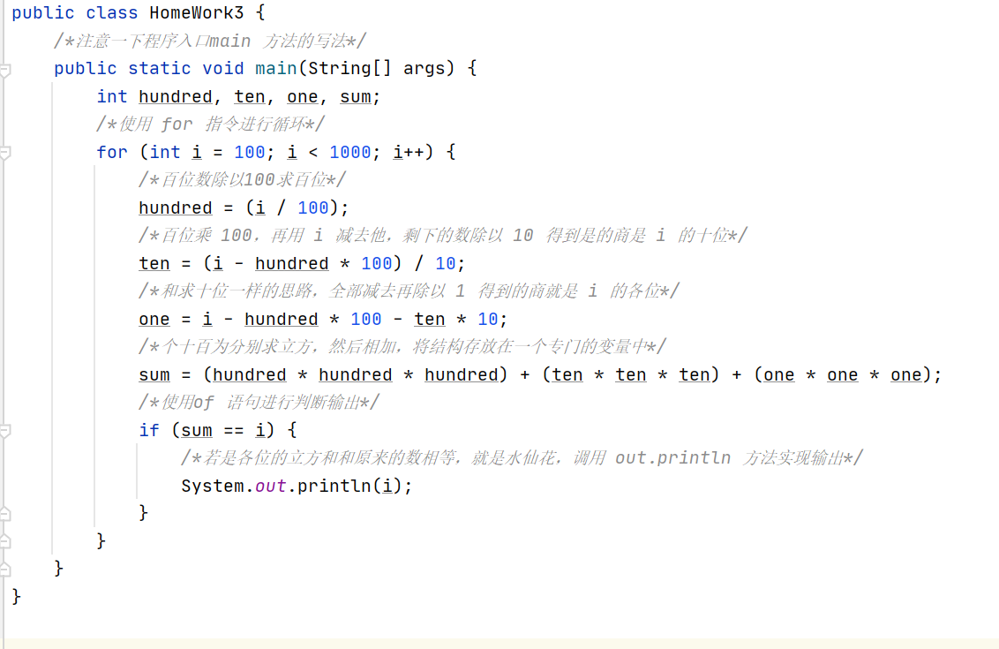 public class HomeWork3 {
/*注意一下程序入口main 方法的写法*/
public static void main(String[] args) {
int hundred, ten, one, sum;
/*使用 for 指令进行循环*/
for (int i = 100; i < 1000; i++) {
/*百位数除以100求百位*/
hundred = (i / 100);
/*百位乘 100，再用 i 减去他，剩下的数除以 10 得到是的商是 i 的十位*/
ten = (i - hundred * 100) / 10;
/*和求十位一样的思路，全部减去再除以 1 得到的商就是 i 的各位*/
one = i - hundred * 100 - ten * 10;
/*个十百为分别求立方，然后相加，将结构存放在一个专门的变量中*/
sum = (hundred * hundred * hundred) + (ten * ten * ten) + (one * one * one);
/*使用of 语句进行判断输出*/
if (sum == i) {
/*若是各位的立方和和原来的数相等，就是水仙花，调用 out.println 方法实现输出*/
System.out.println(i);
}
}
}
}